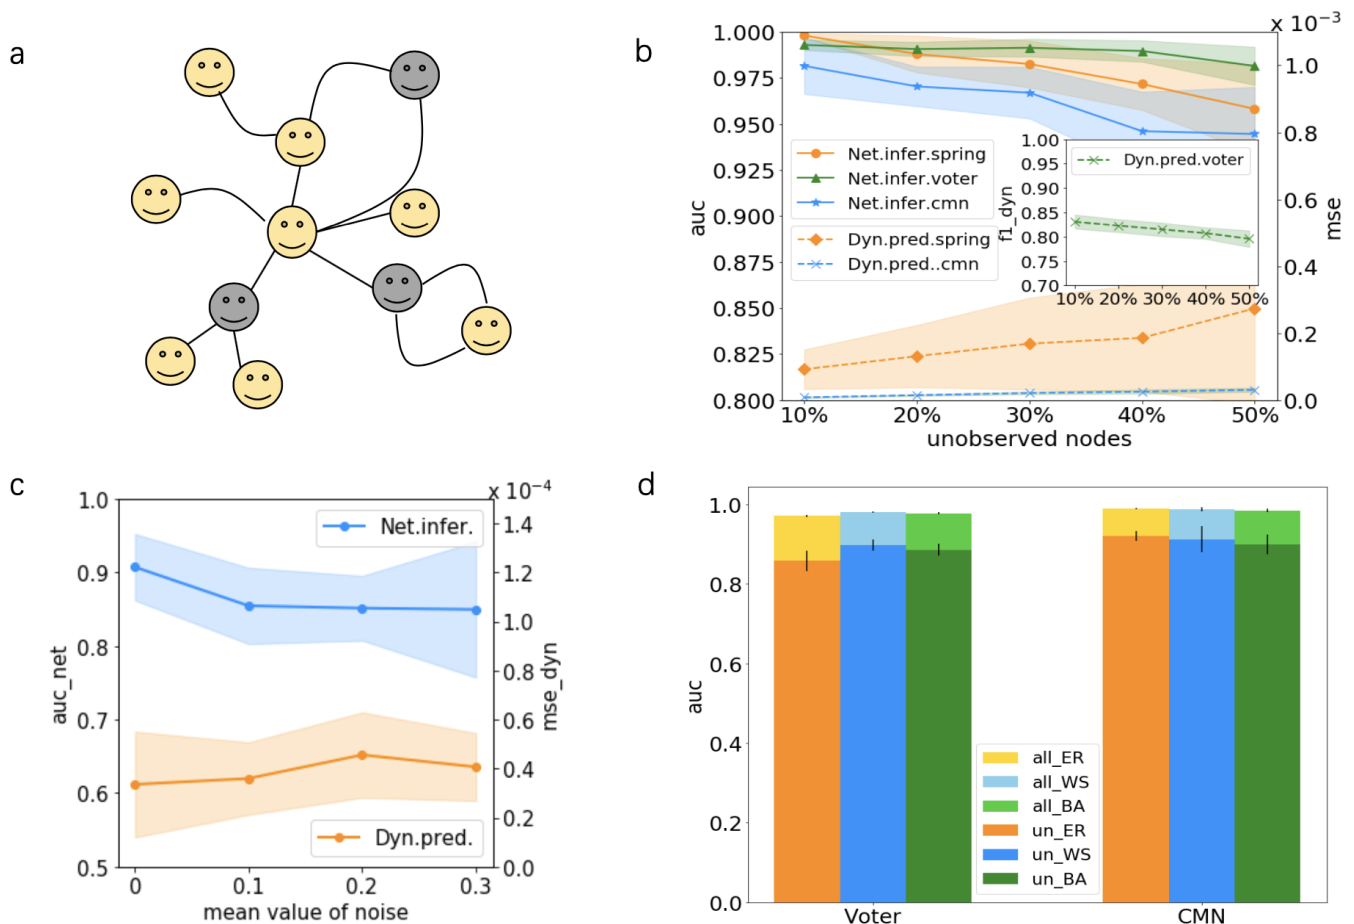 a
b
x 10⁻³
1.000
0.975
0.950
0.925
0.900
0.875
0.850
0.825
0.800
auc
Net.infer.spring
Net.infer.voter
Net.infer.cmn
Dyn.pred.spring
Dyn.pred..cmn
1.00
0.95
0.90
0.85
0.80
0.75
0.70
f1_dyn
Dyn.pred.voter
10% 20% 30% 40% 50%
1.0
0.8
0.6
0.4
0.2
0.0
mse
10% 20% 30% 40% 50%
unobserved nodes
c
x 10⁻⁴
1.0
0.9
0.8
0.7
0.6
0.5
auc_net
Net.infer.
Dyn.pred.
1.4
1.2
1.0
0.8
0.6
0.4
0.2
0.0
mse_dyn
0 0.1 0.2 0.3
mean value of noise
d
1.0
0.8
0.6
0.4
0.2
0.0
auc
all_ER
all_WS
all_BA
un_ER
un_WS
un_BA
Voter CMN